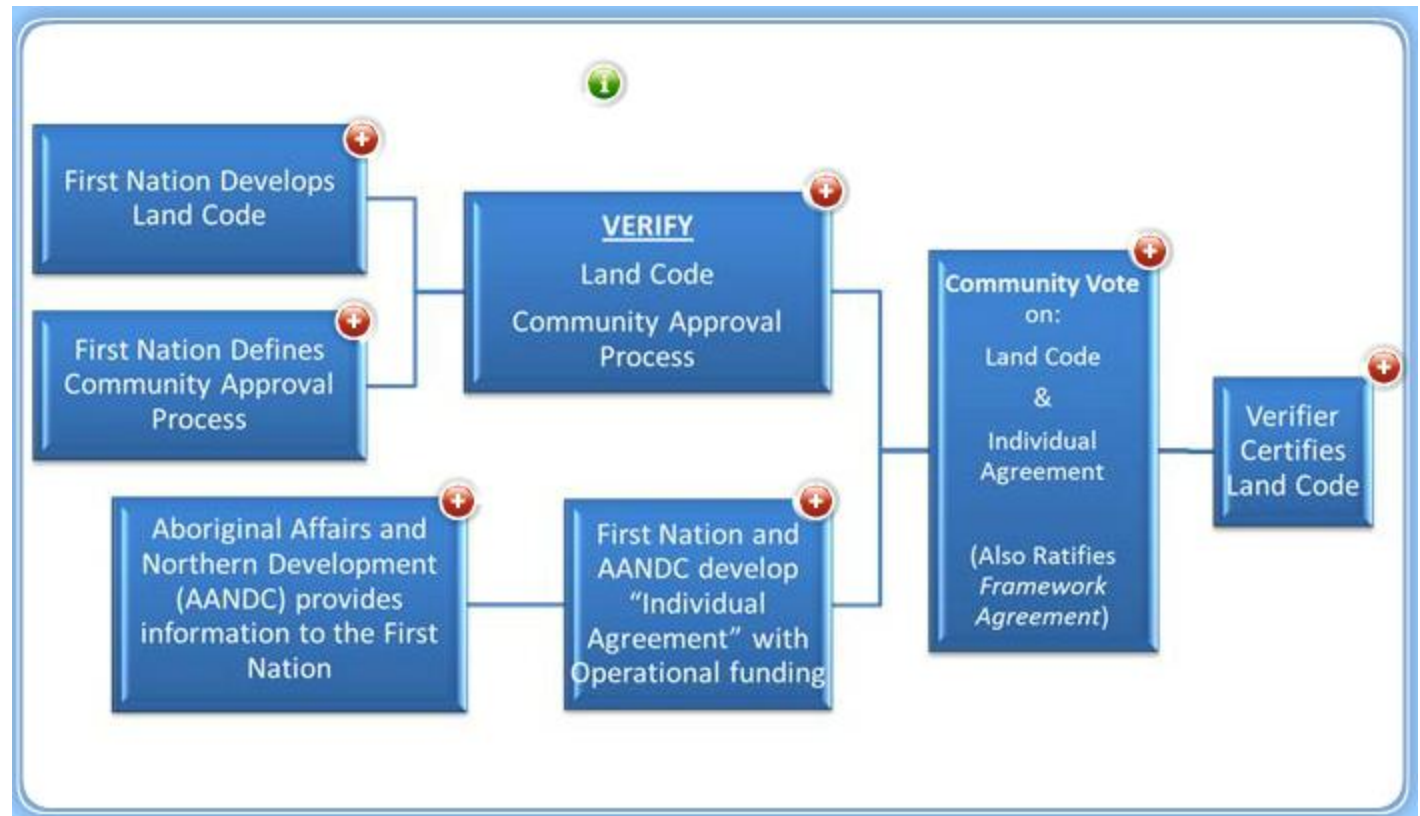 First Nation Develops
Land Code
First Nation Defines
Community Approval
Process
VERIFY
Land Code
Community Approval
Process
Aboriginal Affairs and
Northern Development
(AANDC) provides
information to the First
Nation
First Nation and
AANDC develop
“Individual
Agreement” with
Operational funding
Community Vote
on:
Land Code
&
Individual
Agreement
(Also Ratifies
Framework
Agreement)
Verifier
Certifies
Land Code